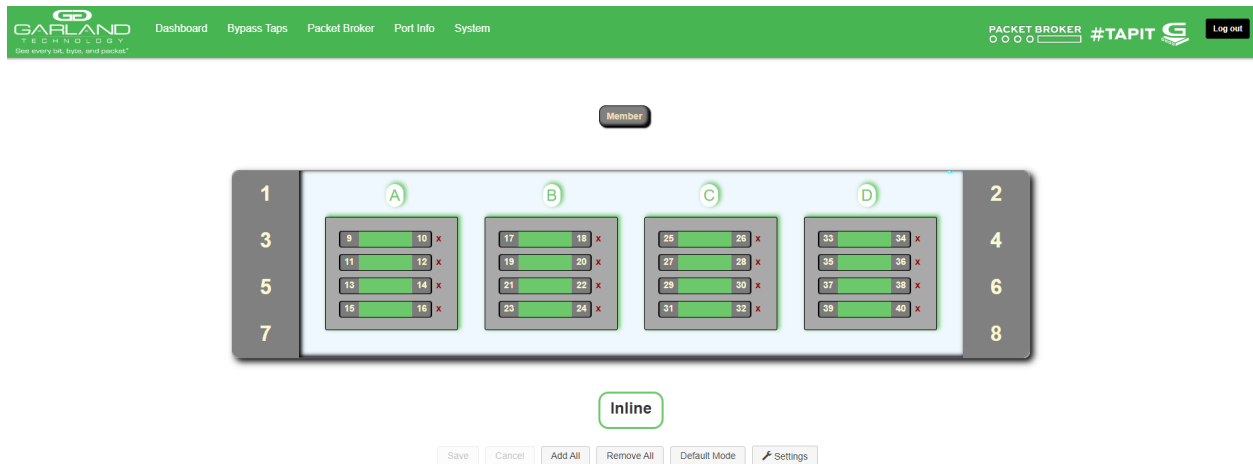 GARLAND
TECHNOLOGY
See every bit, byte, and packet®
Dashboard Bypass Taps Packet Broker Port Info System
PACKET BROKER
#TAPIT
Log out
Member
1 A B C D 2
3 9 10 x 17 18 x 25 26 x 33 34 x 4
11 12 x 19 20 x 27 28 x 35 36 x
5 13 14 x 21 22 x 29 30 x 37 38 x 6
15 16 x 23 24 x 31 32 x 39 40 x
7 8
Inline
Save Cancel Add All Remove All Default Mode Settings